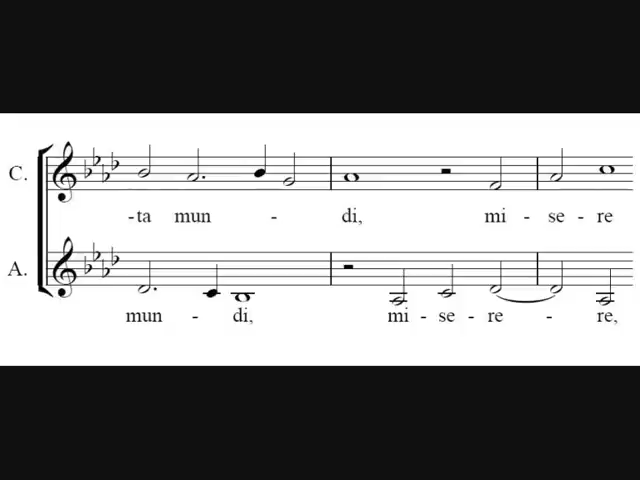 C.
-ta mun - di, mi - se - re
A.
mun - di, mi - se - re - re,